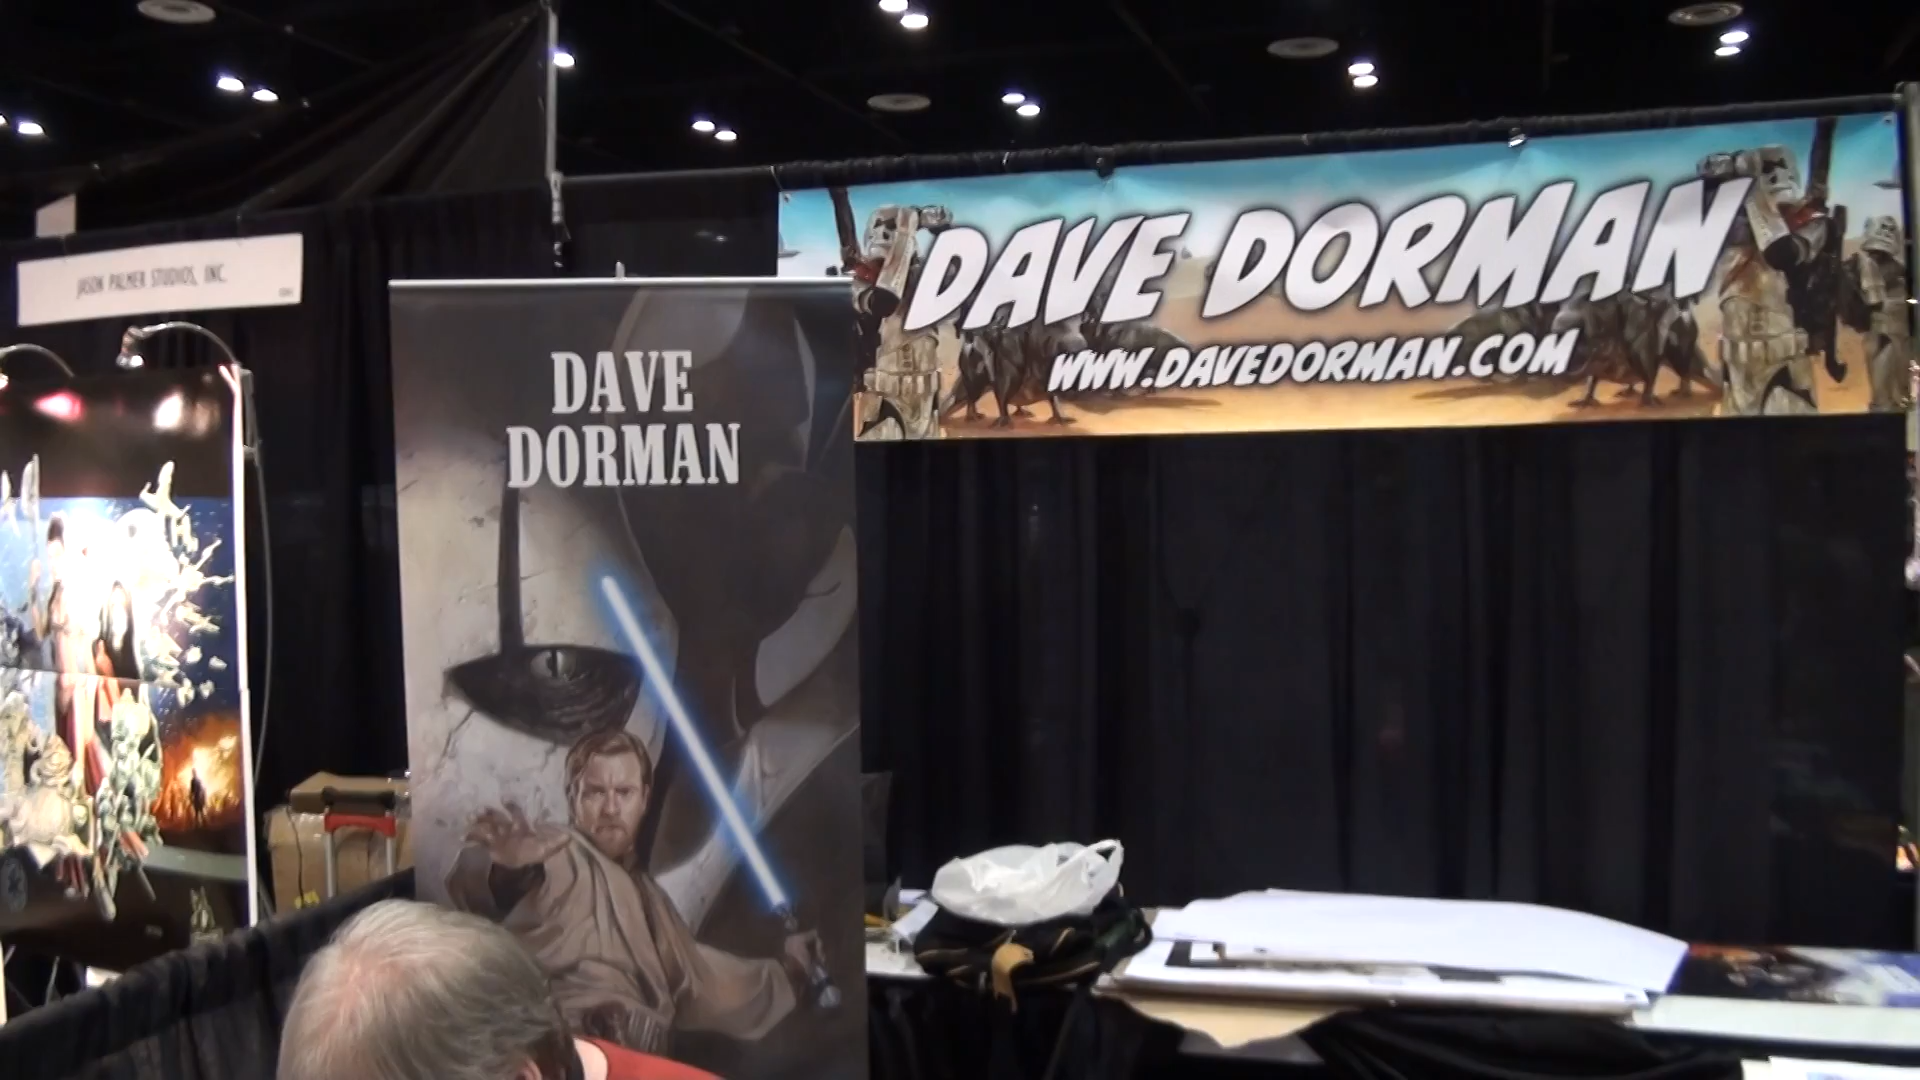 JASON PALMER STUDIOS, INC.
DAVE
DORMAN
DAVE DORMAN
WWW.DAVEDORMAN.COM